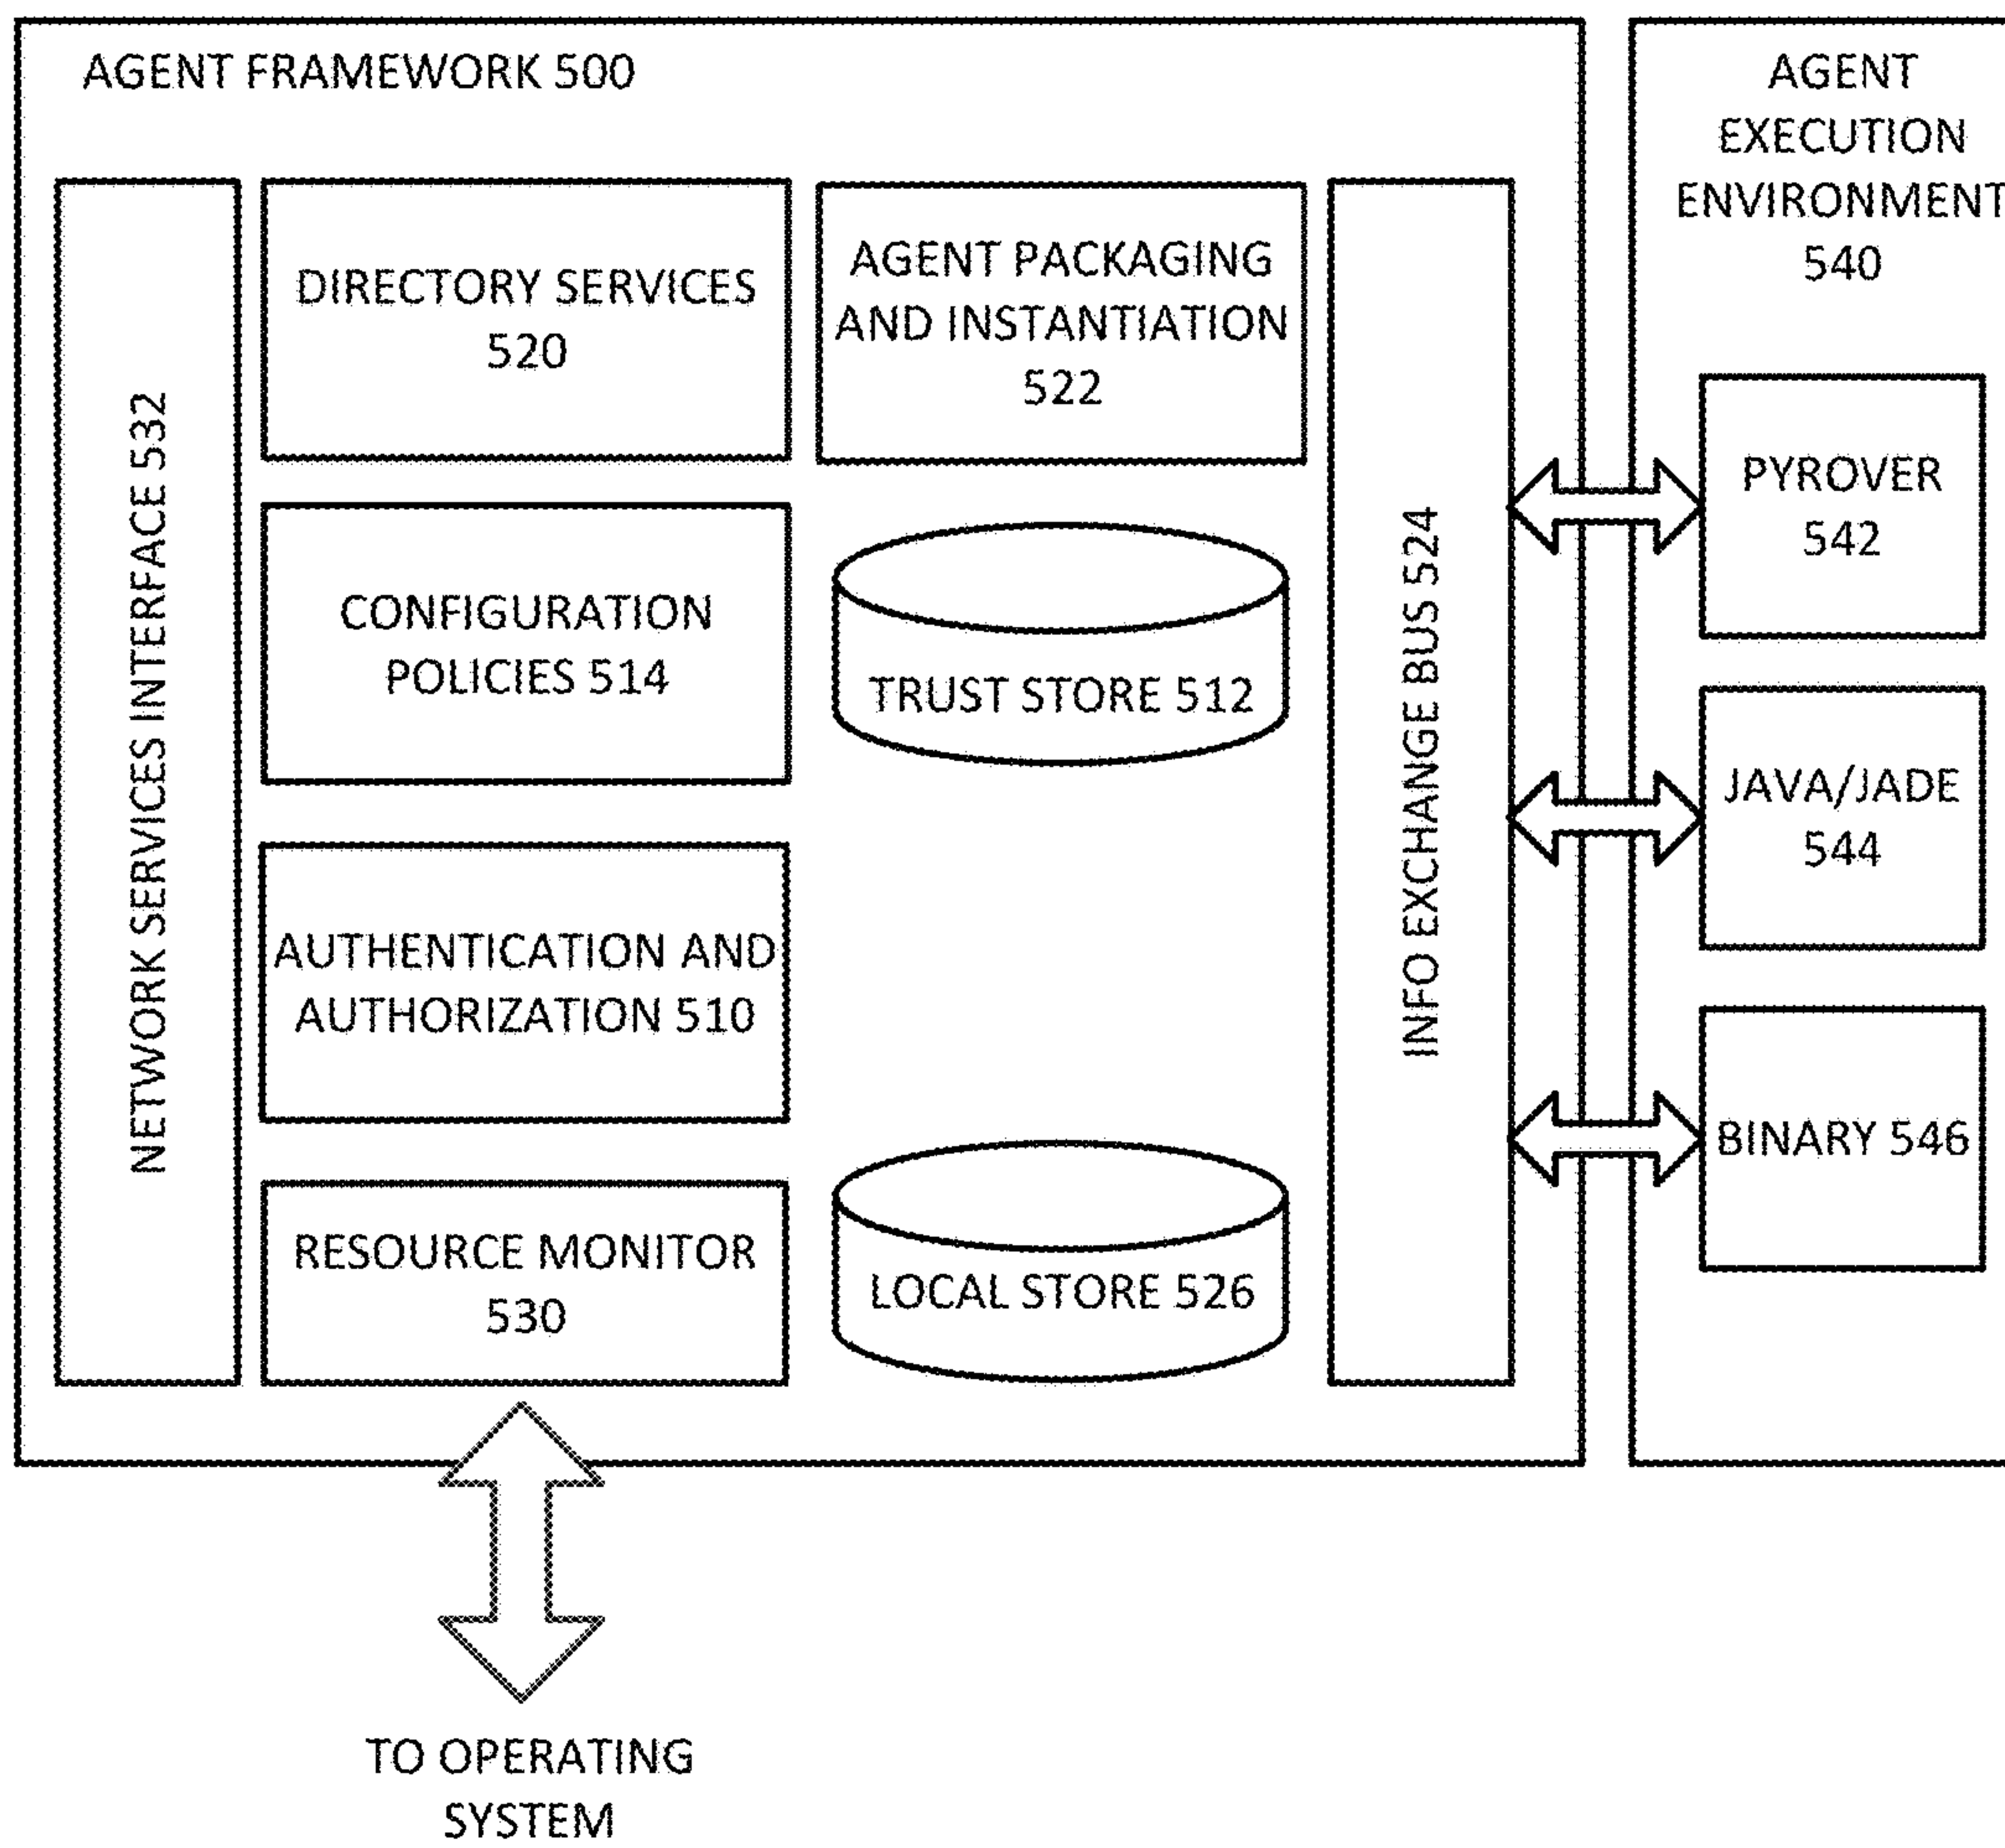 AGENT FRAMEWORK 500
NETWORK SERVICES INTERFACE 532
DIRECTORY SERVICES
520
AGENT PACKAGING
AND INSTANTIATION
522
CONFIGURATION
POLICIES 514
TRUST STORE 512
AUTHENTICATION AND
AUTHORIZATION 510
RESOURCE MONITOR
530
LOCAL STORE 526
INFO EXCHANGE BUS 524
AGENT
EXECUTION
ENVIRONMENT
540
PYROVER
542
JAVA/JADE
544
BINARY 546
TO OPERATING
SYSTEM